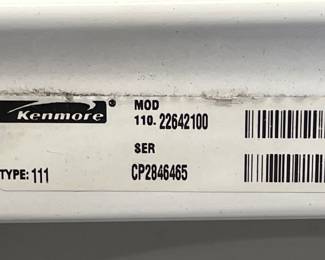 Kenmore®
MOD
110. 22642100
SER
TYPE: 111 CP2846465